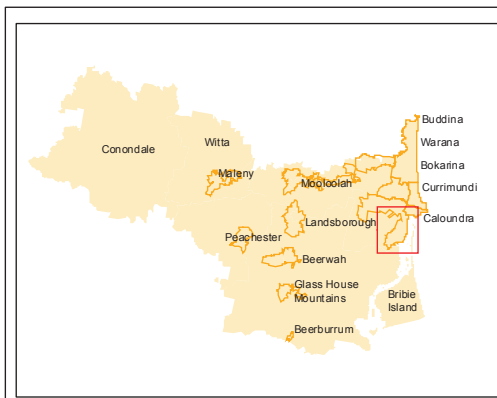 Buddina
Witta
Warana
Conondale
Bokarina
Maleny
Mooloolah
Currimundi
Landsborough
Caloundra
Peachester
Beerwah
Glass House
Mountains
Bribie
Island
Beerburrum